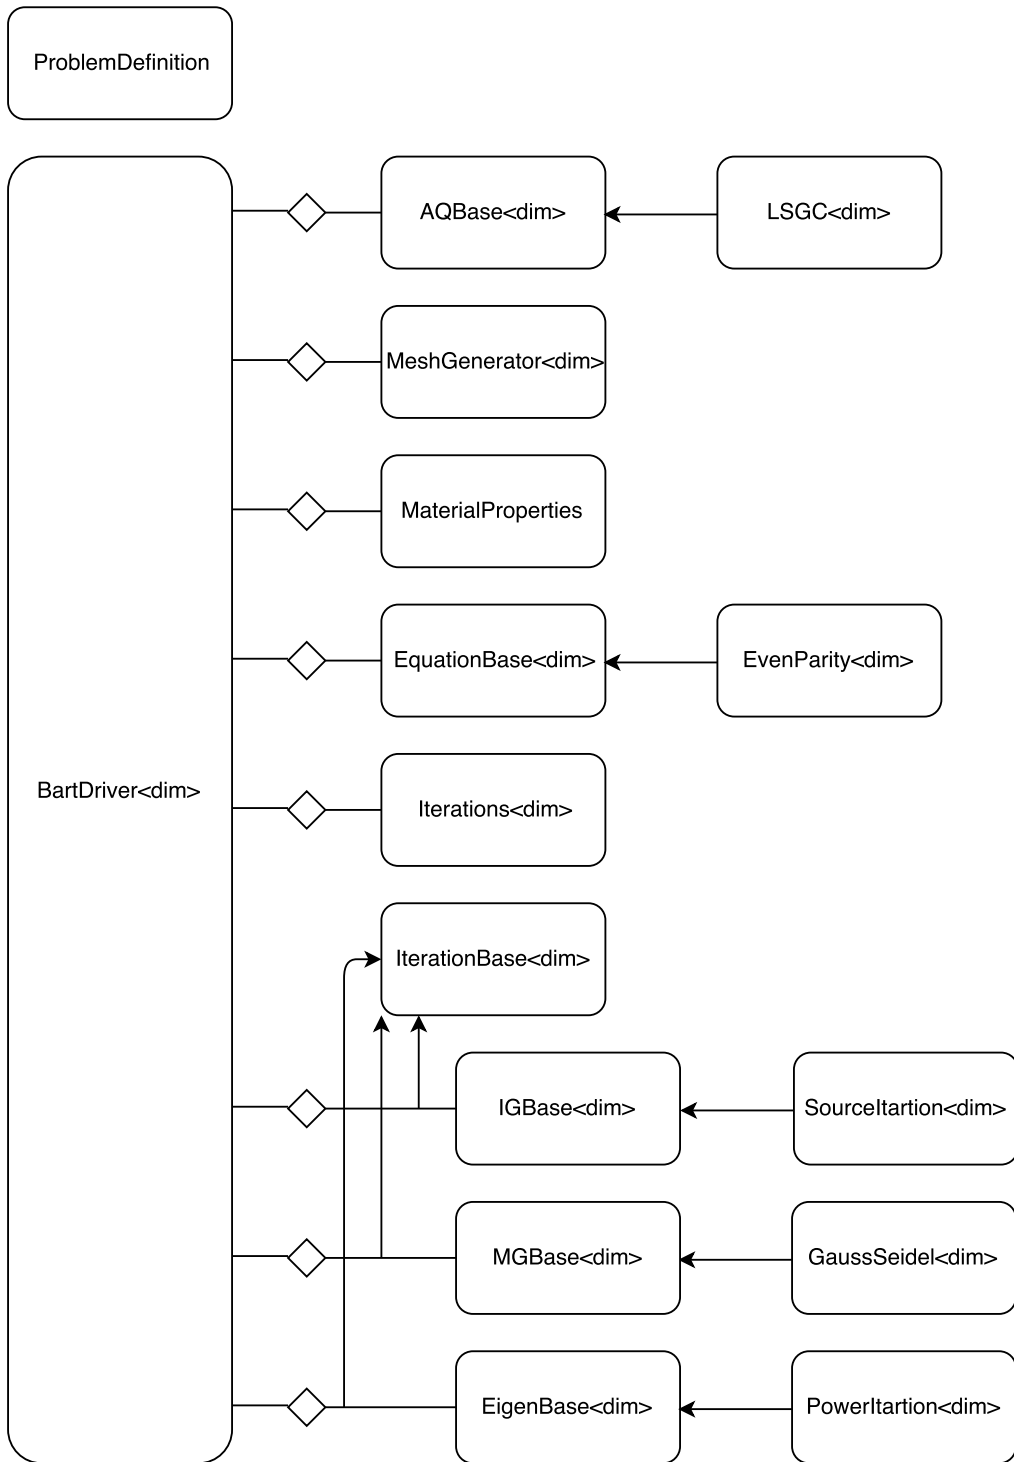 ProblemDefinition
AQBase<dim>
LSGC<dim>
MeshGenerator<dim>
MaterialProperties
EquationBase<dim>
EvenParity<dim>
BartDriver<dim>
Iterations<dim>
IterationBase<dim>
IGBase<dim>
SourceItartion<dim>
MGBase<dim>
GaussSeidel<dim>
EigenBase<dim>
PowerItartion<dim>